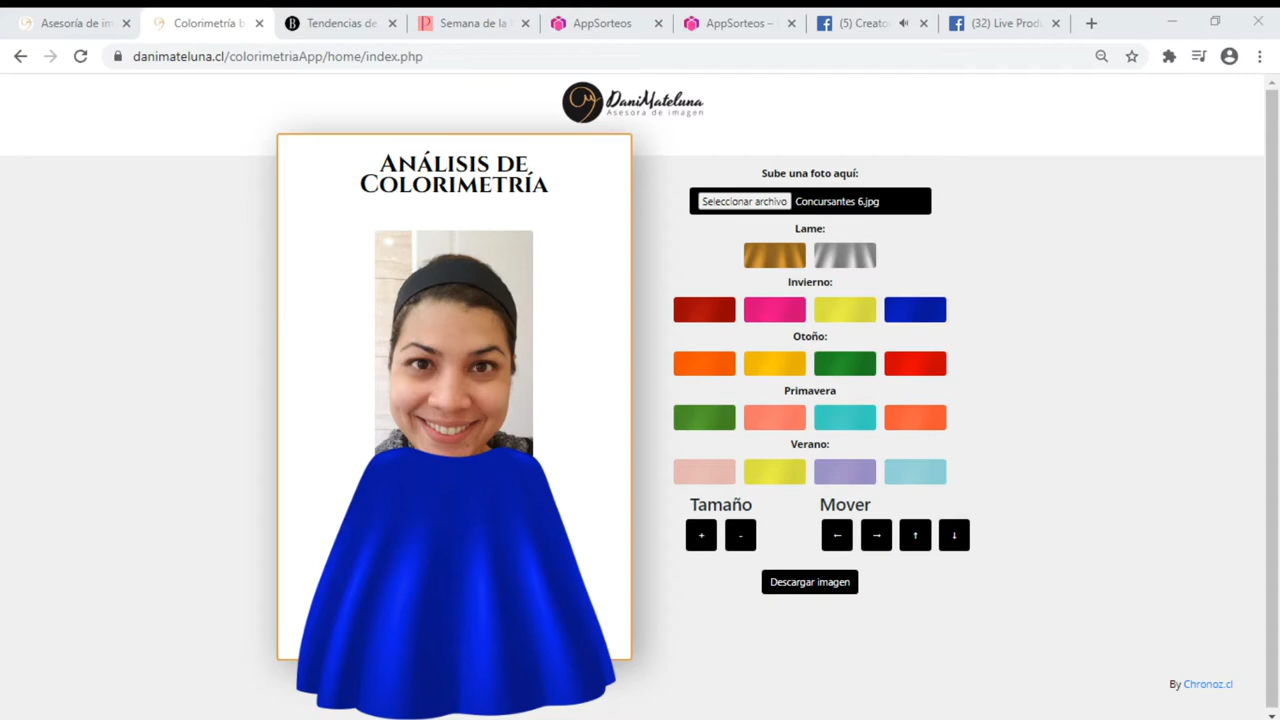 Asesoría de im
Colorimetría b
Tendencias de
Semana de la
AppSorteos
AppSorteos –
(5) Creato
(32) Live Produ
danimateluna.cl/colorimetriaApp/home/index.php
DaniMateluna
Asesora de imagen
ANÁLISIS DE
COLORIMETRÍA
Sube una foto aquí:
Seleccionar archivo Concursantes 6.jpg
Lame:
Invierno:
Otoño:
Primavera
Verano:
Tamaño Mover
+ - ← → ↑ ↓
Descargar imagen
By Chronoz.cl